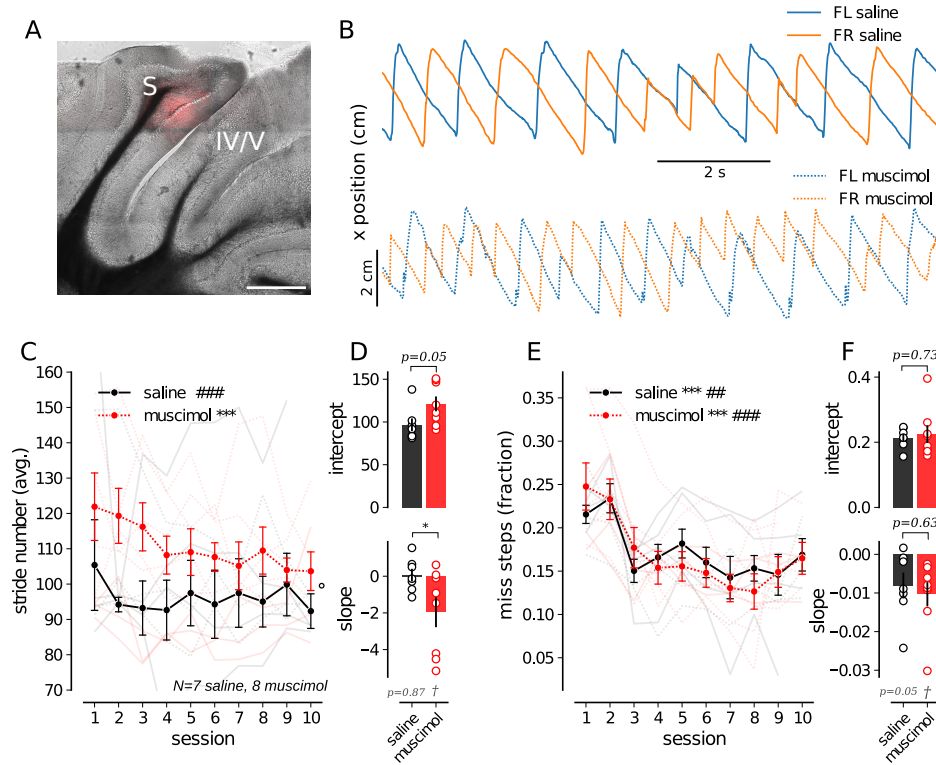 A
S
IV/V
B
FL saline
FR saline
x position (cm)
2 s
FL muscimol
FR muscimol
2 cm
C
stride number (avg.)
160
150
140
130
120
110
100
90
80
70
saline ###
muscimol ***
N=7 saline, 8 muscimol
1 2 3 4 5 6 7 8 9 10
session
D
p=0.05
intercept
150
100
50
0
*
slope
0
−2
−4
p=0.87 †
saline
muscimol
E
miss steps (fraction)
0.35
0.30
0.25
0.20
0.15
0.10
0.05
saline *** ##
muscimol *** ###
1 2 3 4 5 6 7 8 9 10
session
F
p=0.73
intercept
0.4
0.2
0.0
p=0.63
slope
0.00
−0.01
−0.02
−0.03
p=0.05 †
saline
muscimol